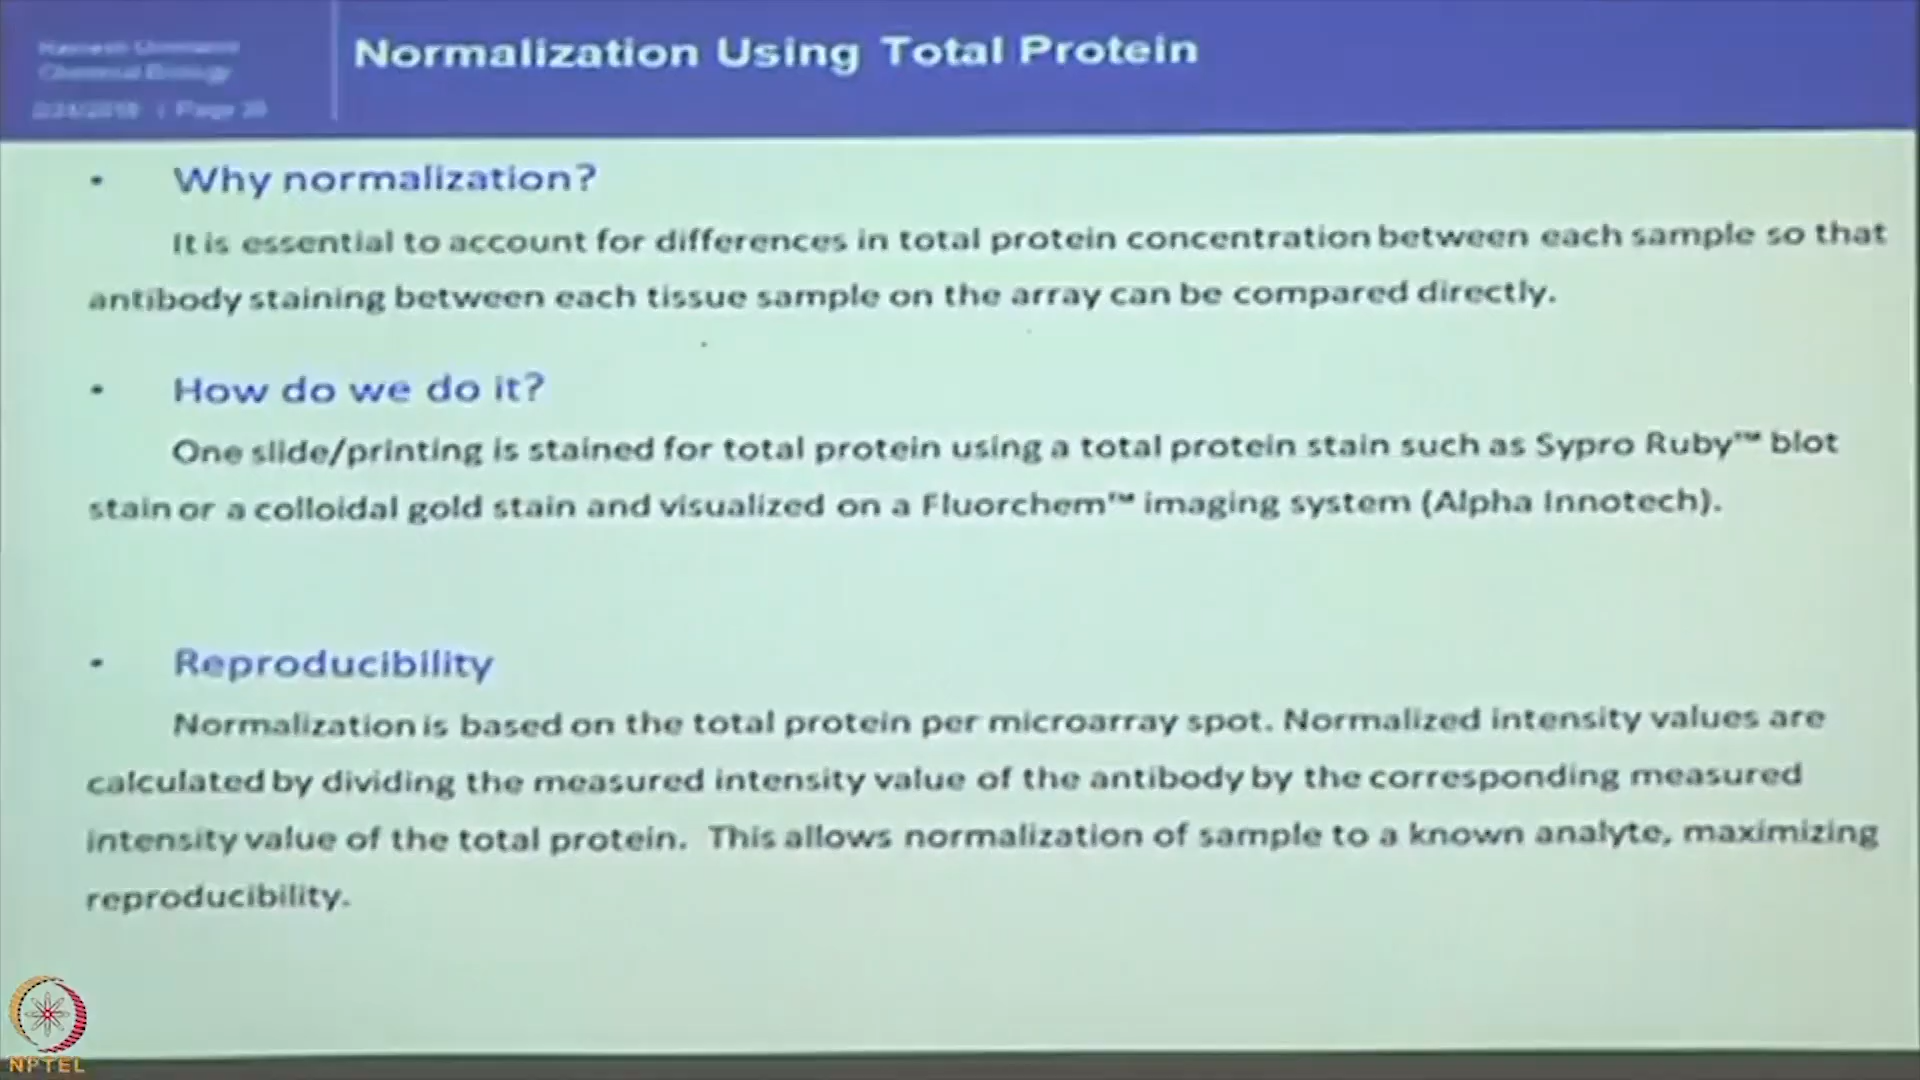 Chemical Biology
Page
Normalization Using Total Protein
• Why normalization?
It is essential to account for differences in total protein concentration between each sample so that
antibody staining between each tissue sample on the array can be compared directly.
• How do we do it?
One slide/printing is stained for total protein using a total protein stain such as Sypro Ruby™ blot
stain or a colloidal gold stain and visualized on a Fluorchem™ imaging system (Alpha Innotech).
• Reproducibility
Normalization is based on the total protein per microarray spot. Normalized intensity values are
calculated by dividing the measured intensity value of the antibody by the corresponding measured
intensity value of the total protein. This allows normalization of sample to a known analyte, maximizing
reproducibility.
NPTEL